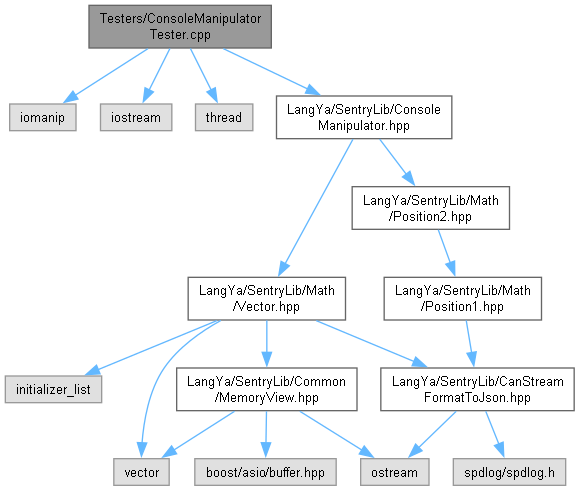 Testers/ConsoleManipulator
Tester.cpp
iomanip
iostream
thread
LangYa/SentryLib/Console
Manipulator.hpp
LangYa/SentryLib/Math
/Position2.hpp
LangYa/SentryLib/Math
/Vector.hpp
LangYa/SentryLib/Math
/Position1.hpp
initializer_list
LangYa/SentryLib/Common
/MemoryView.hpp
LangYa/SentryLib/CanStream
FormatToJson.hpp
vector
boost/asio/buffer.hpp
ostream
spdlog/spdlog.h